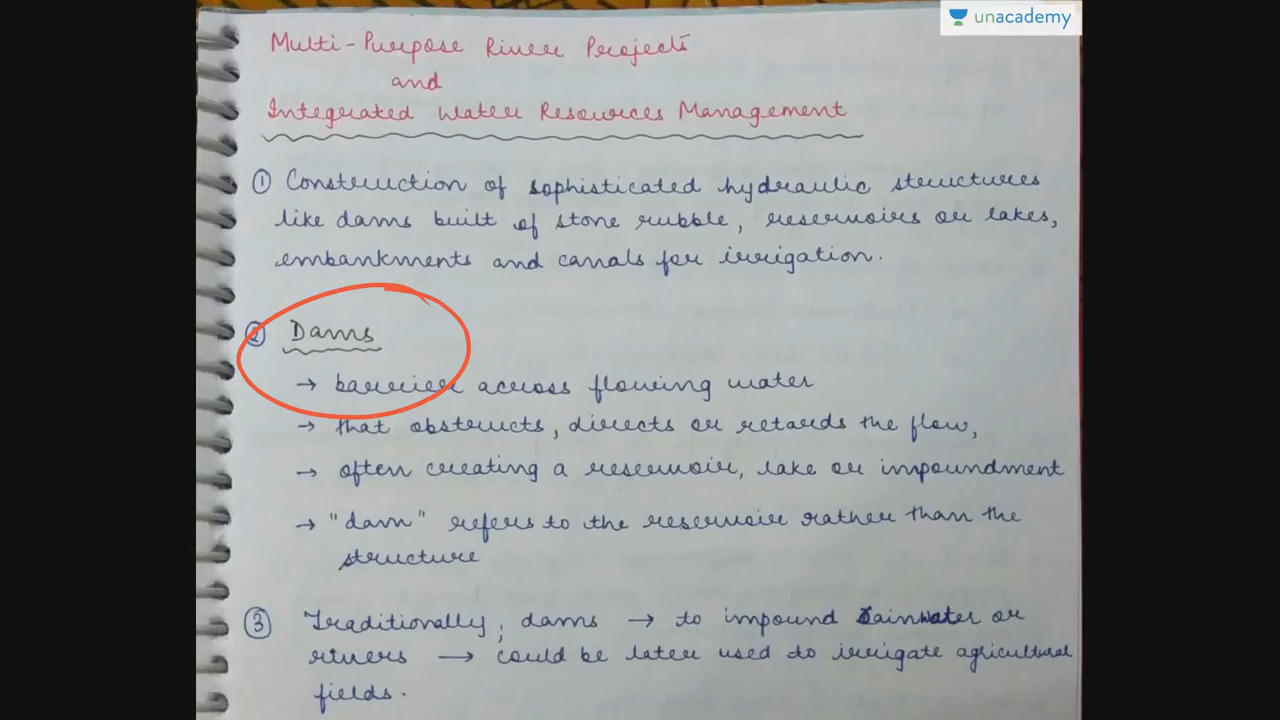 unacademy
Multi-Purpose River Projects
and
Integrated Water Resources Management
① Construction of sophisticated hydraulic structures
like dams built of stone rubble, reservoirs or lakes,
embankments and canals for irrigation.
② Dams
→ barrier across flowing water
→ that obstructs, directs or retards the flow,
→ often creating a reservoir, lake or impoundment
→ "dam" refers to the reservoir rather than the
structure
③ Traditionally, dams → to impound rainwater or
rivers → could be later used to irrigate agricultural
fields.